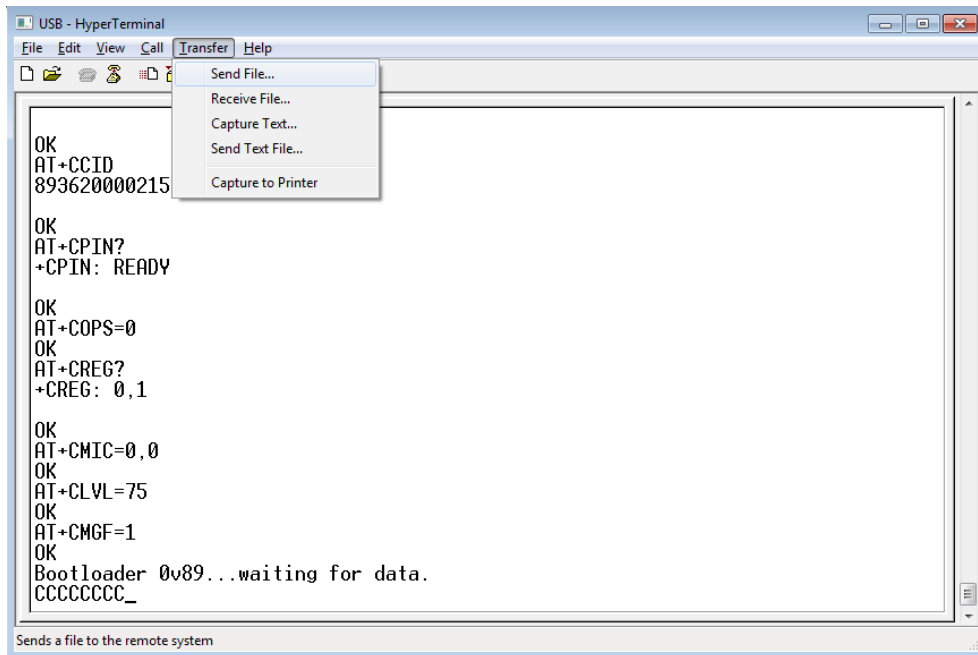 USB - HyperTerminal
File Edit View Call Transfer Help
Send File...
Receive File...
Capture Text...
Send Text File...
Capture to Printer
OK
AT+CCID
893620000215
OK
AT+CPIN?
+CPIN: READY
OK
AT+COPS=0
OK
AT+CREG?
+CREG: 0,1
OK
AT+CMIC=0,0
OK
AT+CLVL=75
OK
AT+CMGF=1
OK
Bootloader 0v89...waiting for data.
CCCCCCCC_
Sends a file to the remote system